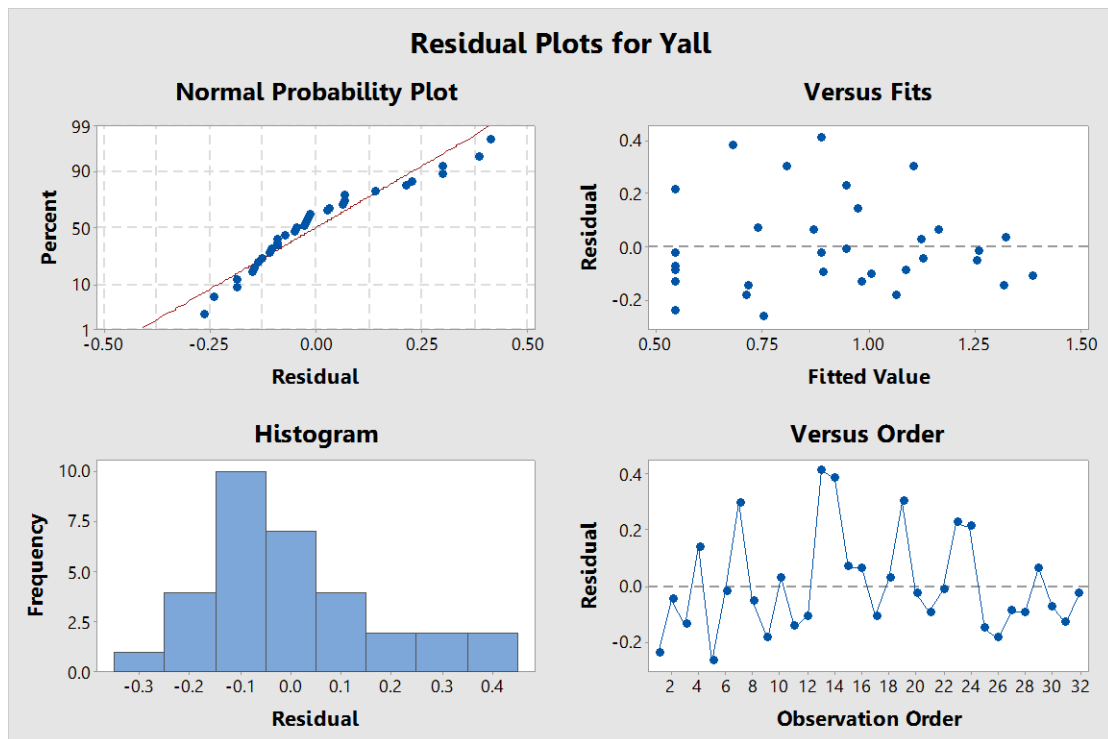 Residual Plots for Yall
Normal Probability Plot
99
90
50
10
1
Percent
-0.50 -0.25 0.00 0.25 0.50
Residual
Versus Fits
0.4
0.2
0.0
-0.2
Residual
0.50 0.75 1.00 1.25 1.50
Fitted Value
Histogram
10.0
7.5
5.0
2.5
0.0
Frequency
-0.3 -0.2 -0.1 0.0 0.1 0.2 0.3 0.4
Residual
Versus Order
0.4
0.2
0.0
-0.2
Residual
2 4 6 8 10 12 14 16 18 20 22 24 26 28 30 32
Observation Order